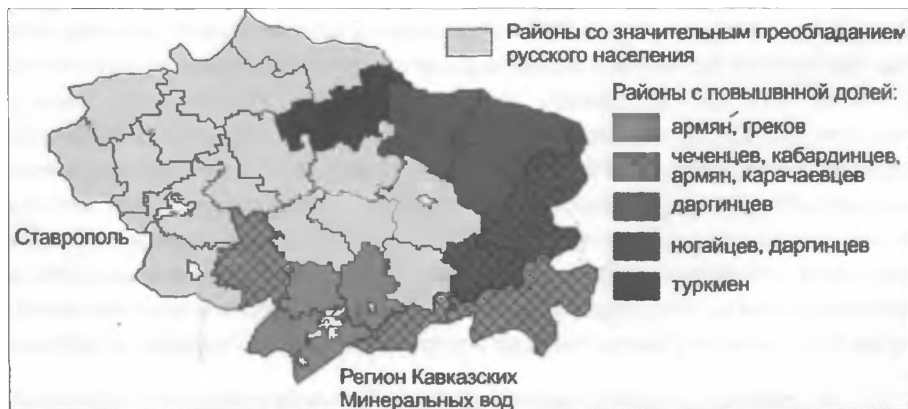 Районы со значительным преобладанием
русского населения
Районы с повышвнной долей:
армян, греков
чеченцев, кабардинцев,
армян, карачаевцев
даргинцев
ногайцев, даргинцев
туркмен
Ставрополь
Регион Кавказских
Минеральных вод